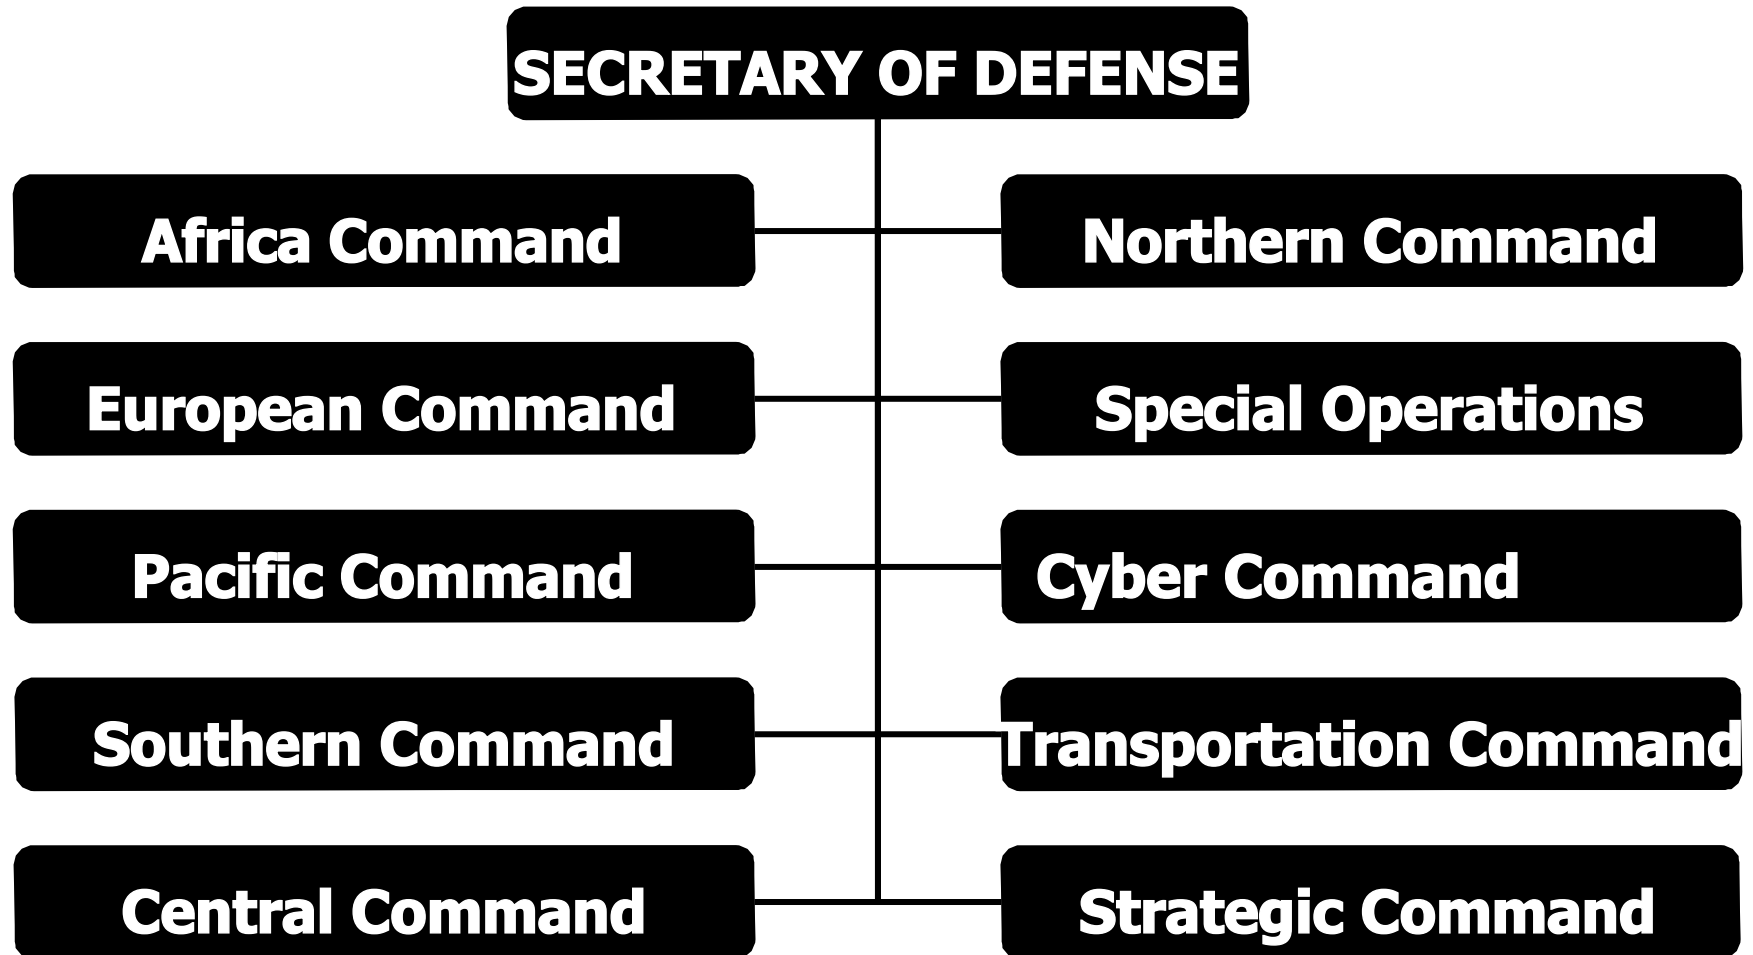 SECRETARY OF DEFENSE
Africa Command
Northern Command
European Command
Special Operations
Pacific Command
Cyber Command
Southern Command
Transportation Command
Central Command
Strategic Command